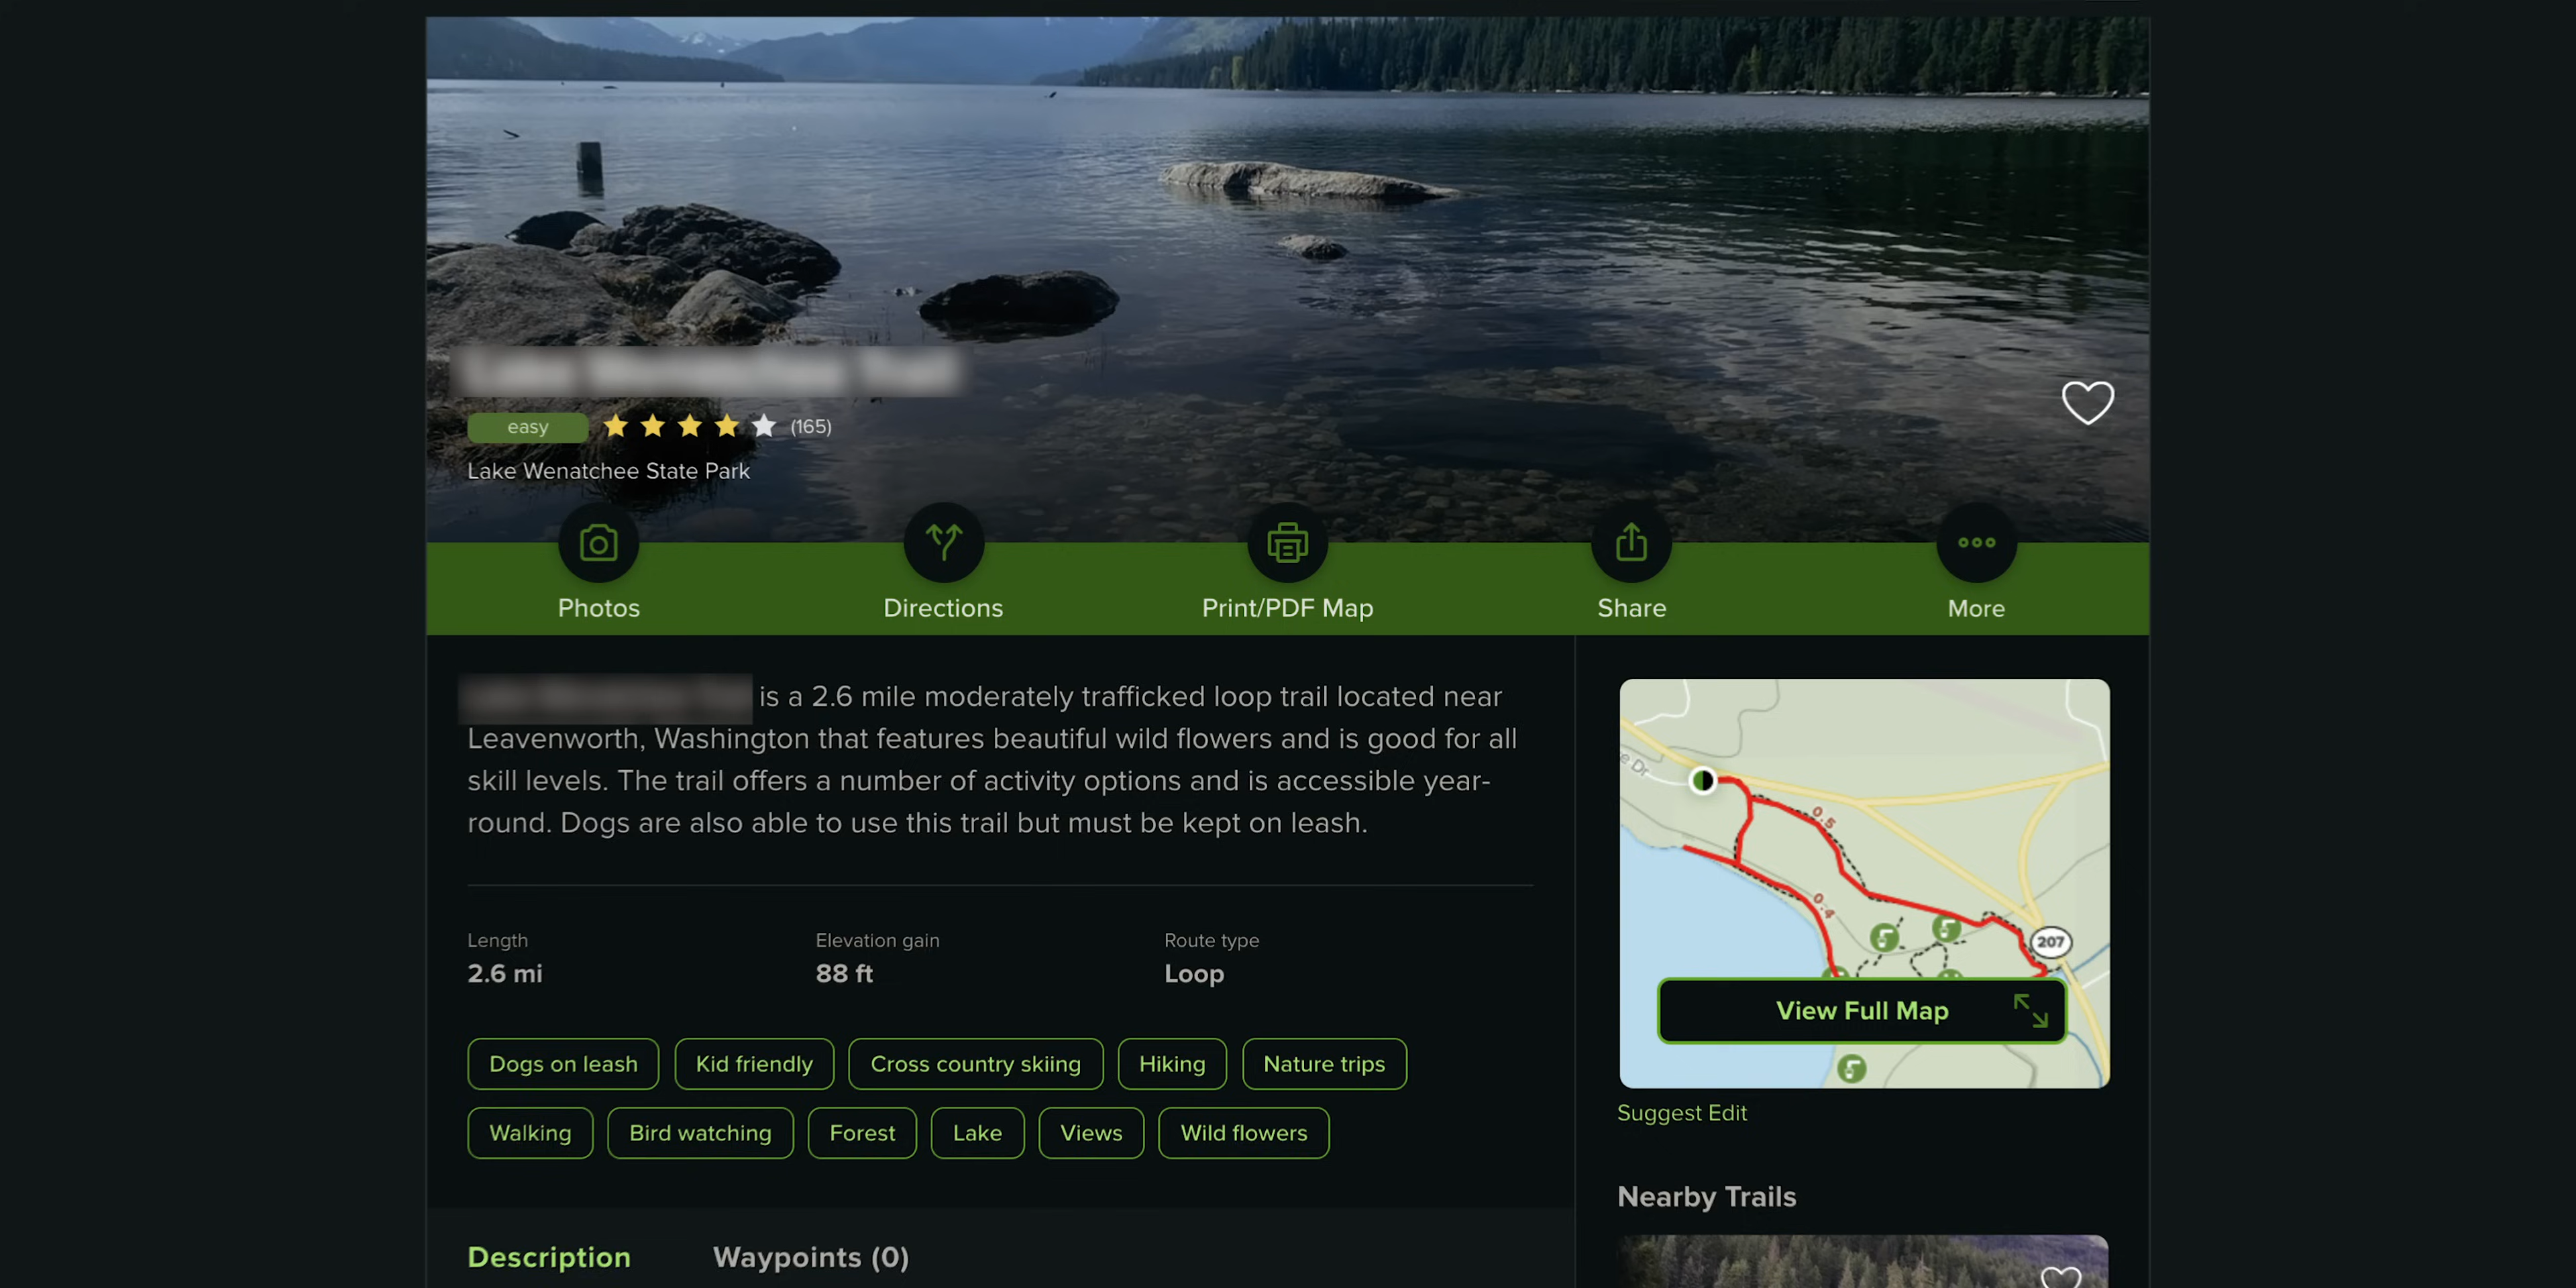 easy (165)
Lake Wenatchee State Park
Photos Directions Print/PDF Map Share More
is a 2.6 mile moderately trafficked loop trail located near
Leavenworth, Washington that features beautiful wild flowers and is good for all
skill levels. The trail offers a number of activity options and is accessible year-
round. Dogs are also able to use this trail but must be kept on leash.
Length Elevation gain Route type
2.6 mi 88 ft Loop
Dogs on leash Kid friendly Cross country skiing Hiking Nature trips
Walking Bird watching Forest Lake Views Wild flowers
Description Waypoints (0)
e Dr
0.5
0.4
207
View Full Map
Suggest Edit
Nearby Trails